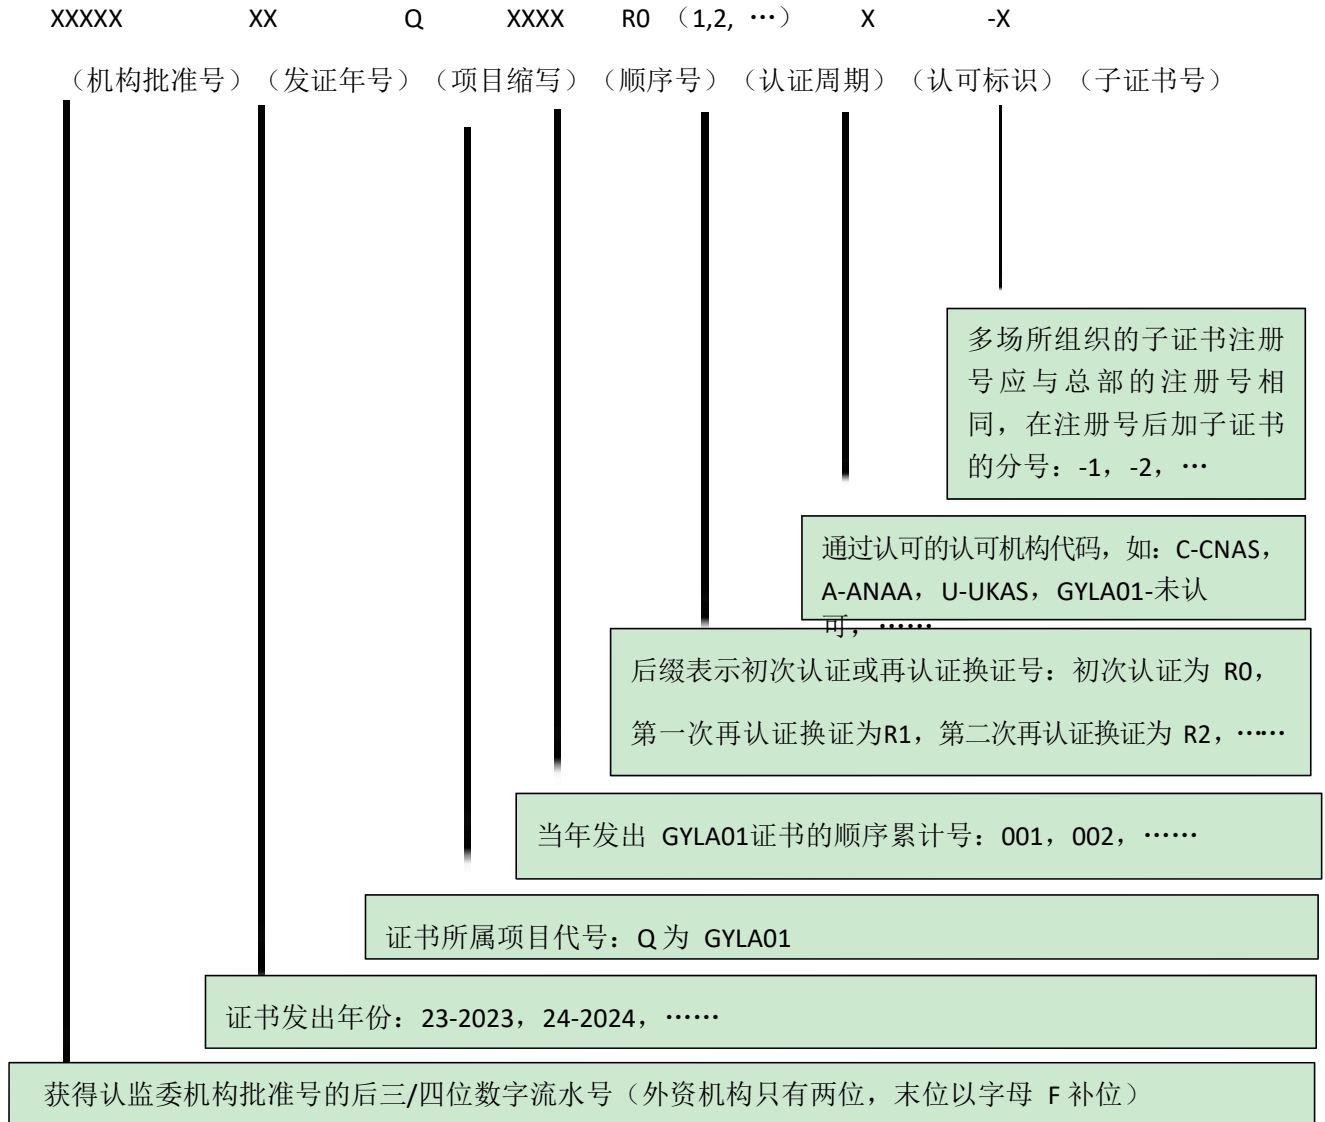 XXXXX XX Q XXXX R0 （1,2, …） X -X
（机构批准号）（发证年号）（项目缩写）（顺序号）（认证周期）（认可标识）（子证书号）
多场所组织的子证书注册
号应与总部的注册号相
同，在注册号后加子证书
的分号：-1，-2，…
通过认可的认可机构代码，如：C-CNAS，
A-ANAA，U-UKAS，GYLA01-未认
可，……
后缀表示初次认证或再认证换证号：初次认证为 R0，
第一次再认证换证为R1，第二次再认证换证为 R2，……
当年发出 GYLA01证书的顺序累计号：001，002，……
证书所属项目代号：Q 为 GYLA01
证书发出年份：23-2023，24-2024，……
获得认监委机构批准号的后三/四位数字流水号（外资机构只有两位，末位以字母 F 补位）